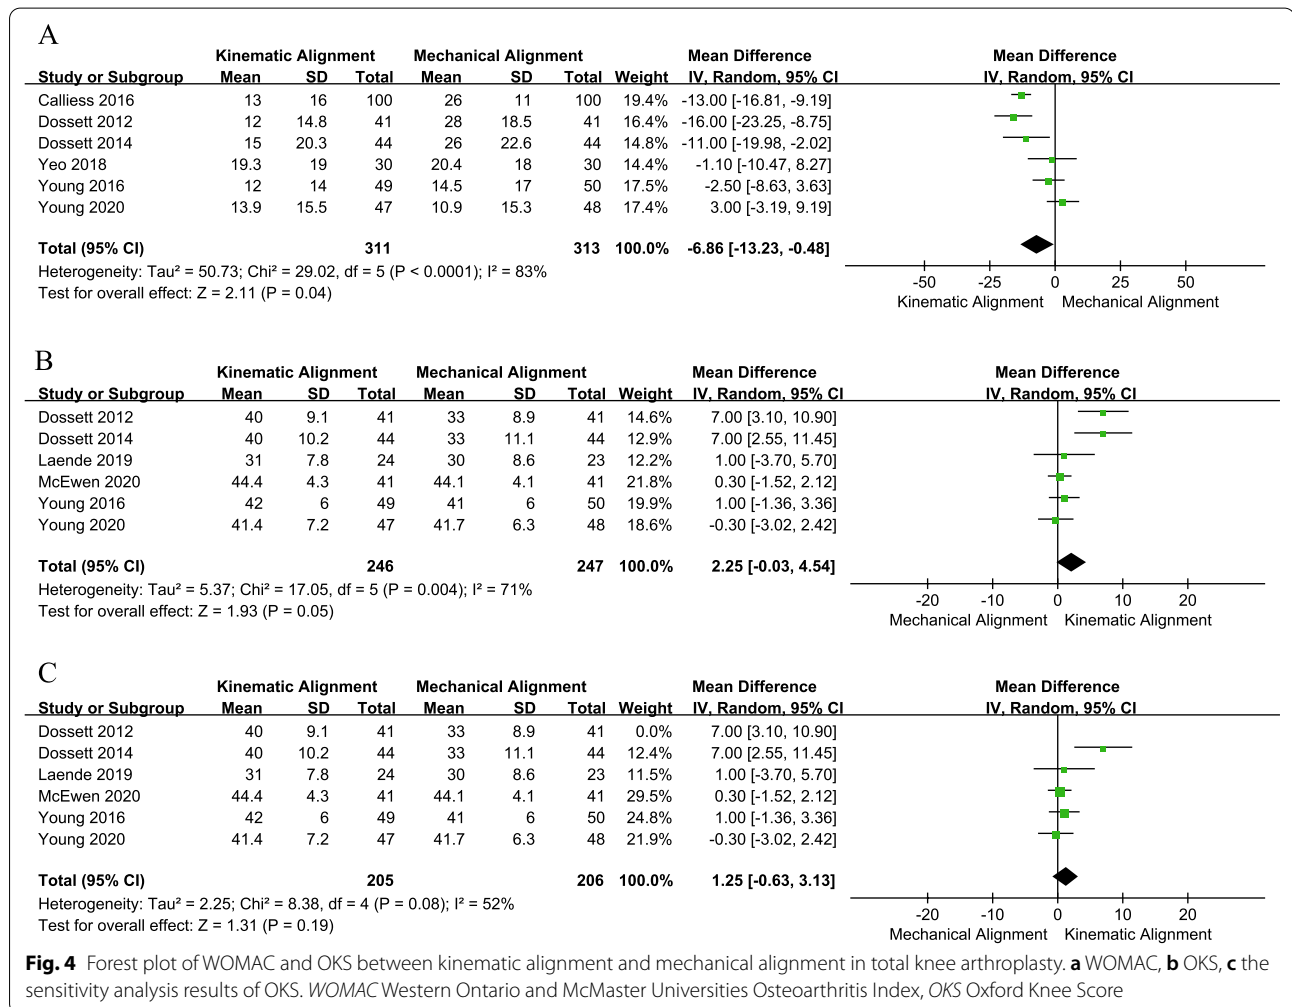 A
Kinematic Alignment Mechanical Alignment Mean Difference Mean Difference
Study or Subgroup Mean SD Total Mean SD Total Weight IV, Random, 95% CI IV, Random, 95% CI
Calliess 2016 13 16 100 26 11 100 19.4% -13.00 [-16.81, -9.19]
Dossett 2012 12 14.8 41 28 18.5 41 16.4% -16.00 [-23.25, -8.75]
Dossett 2014 15 20.3 44 26 22.6 44 14.8% -11.00 [-19.98, -2.02]
Yeo 2018 19.3 19 30 20.4 18 30 14.4% -1.10 [-10.47, 8.27]
Young 2016 12 14 49 14.5 17 50 17.5% -2.50 [-8.63, 3.63]
Young 2020 13.9 15.5 47 10.9 15.3 48 17.4% 3.00 [-3.19, 9.19]
Total (95% CI) 311 313 100.0% -6.86 [-13.23, -0.48]
Heterogeneity: Tau² = 50.73; Chi² = 29.02, df = 5 (P < 0.0001); I² = 83%
Test for overall effect: Z = 2.11 (P = 0.04)
-50 -25 0 25 50
Kinematic Alignment Mechanical Alignment
B
Kinematic Alignment Mechanical Alignment Mean Difference Mean Difference
Study or Subgroup Mean SD Total Mean SD Total Weight IV, Random, 95% CI IV, Random, 95% CI
Dossett 2012 40 9.1 41 33 8.9 41 14.6% 7.00 [3.10, 10.90]
Dossett 2014 40 10.2 44 33 11.1 44 12.9% 7.00 [2.55, 11.45]
Laende 2019 31 7.8 24 30 8.6 23 12.2% 1.00 [-3.70, 5.70]
McEwen 2020 44.4 4.3 41 44.1 4.1 41 21.8% 0.30 [-1.52, 2.12]
Young 2016 42 6 49 41 6 50 19.9% 1.00 [-1.36, 3.36]
Young 2020 41.4 7.2 47 41.7 6.3 48 18.6% -0.30 [-3.02, 2.42]
Total (95% CI) 246 247 100.0% 2.25 [-0.03, 4.54]
Heterogeneity: Tau² = 5.37; Chi² = 17.05, df = 5 (P = 0.004); I² = 71%
Test for overall effect: Z = 1.93 (P = 0.05)
-20 -10 0 10 20
Mechanical Alignment Kinematic Alignment
C
Kinematic Alignment Mechanical Alignment Mean Difference Mean Difference
Study or Subgroup Mean SD Total Mean SD Total Weight IV, Random, 95% CI IV, Random, 95% CI
Dossett 2012 40 9.1 41 33 8.9 41 0.0% 7.00 [3.10, 10.90]
Dossett 2014 40 10.2 44 33 11.1 44 12.4% 7.00 [2.55, 11.45]
Laende 2019 31 7.8 24 30 8.6 23 11.5% 1.00 [-3.70, 5.70]
McEwen 2020 44.4 4.3 41 44.1 4.1 41 29.5% 0.30 [-1.52, 2.12]
Young 2016 42 6 49 41 6 50 24.8% 1.00 [-1.36, 3.36]
Young 2020 41.4 7.2 47 41.7 6.3 48 21.9% -0.30 [-3.02, 2.42]
Total (95% CI) 205 206 100.0% 1.25 [-0.63, 3.13]
Heterogeneity: Tau² = 2.25; Chi² = 8.38, df = 4 (P = 0.08); I² = 52%
Test for overall effect: Z = 1.31 (P = 0.19)
-20 -10 0 10 20
Mechanical Alignment Kinematic Alignment
Fig. 4 Forest plot of WOMAC and OKS between kinematic alignment and mechanical alignment in total knee arthroplasty. a WOMAC, b OKS, c the
sensitivity analysis results of OKS. WOMAC Western Ontario and McMaster Universities Osteoarthritis Index, OKS Oxford Knee Score